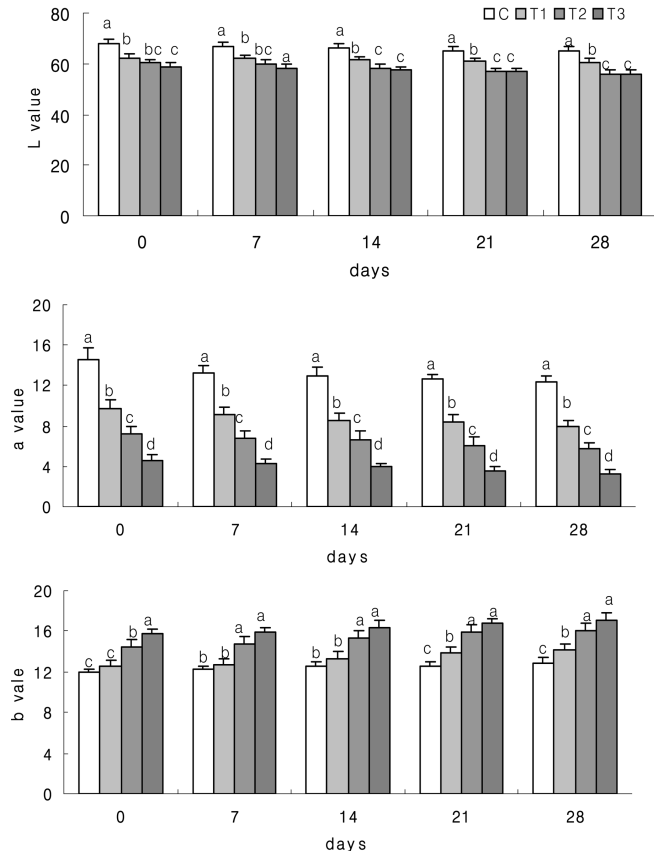 C T1 T2 T3
80
60
40
20
0
L value
a b bc c
a b bc a
a b c c
a b c c
a b c c
0 7 14 21 28
days
20
16
12
8
4
0
a value
a b c d
a b c d
a b c d
a b c d
a b c d
0 7 14 21 28
days
20
16
12
8
4
0
b vale
c c b a
b b a a
b b a a
c b a a
c b a a
0 7 14 21 28
days